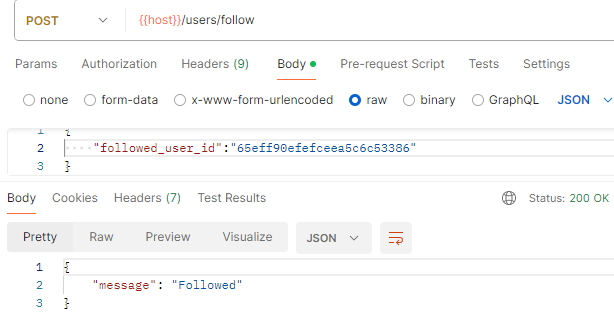 POST {{host}}/users/follow
Params Authorization Headers (9) Body Pre-request Script Tests Settings
none form-data x-www-form-urlencoded raw binary GraphQL JSON
1 {
2 ····"followed_user_id":"65eff90efefceea5c6c53386"
3 }
Body Cookies Headers (7) Test Results Status: 200 OK
Pretty Raw Preview Visualize JSON
1 {
2 "message": "Followed"
3 }